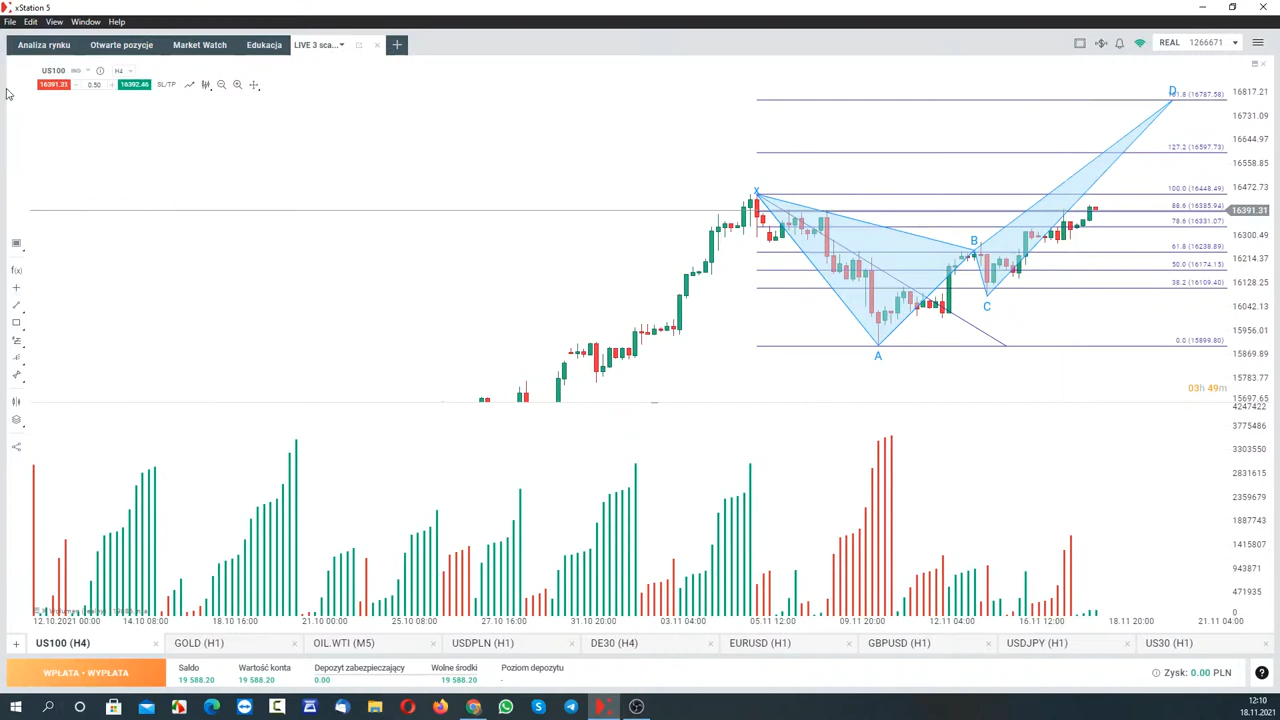 xStation 5
File Edit View Window Help
Analiza rynku Otwarte pozycje Market Watch Edukacja LIVE 3 sca... REAL 1266671
US100 IND H4
16391.31 0.50 16392.46 SL/TP
16817.21
16731.09
16644.97
16558.85
16472.73
16391.31
16300.49
16214.37
16128.25
16042.13
15956.01
15869.89
15783.77
15697.65
D
(16787.58)
127.2 (16597.73)
100.0 (16448.49)
88.6 (16385.94)
78.6 (16331.07)
61.8 (16238.89)
50.0 (16174.15)
38.2 (16109.40)
0.0 (15899.80)
X
B
C
A
03h 49m
4247422
3775486
3303550
2831615
2359679
1887743
1415807
943871
471935
0
12.10.2021 00:00 14.10 08:00 18.10 16:00 21.10 04:00 25.10 08:00 27.10 16:00 31.10 20:00 03.11 04:00 05.11 12:00 09.11 20:00 12.11 04:00 16.11 12:00 18.11 20:00 21.11 04:00
US100 (H4) GOLD (H1) OIL.WTI (M5) USDPLN (H1) DE30 (H4) EURUSD (H1) GBPUSD (H1) USDJPY (H1) US30 (H1)
WPŁATA • WYPŁATA
Saldo Wartość konta Depozyt zabezpieczający Wolne środki Poziom depozytu
19 588.20 19 588.20 0.00 19 588.20 -
Zysk: 0.00 PLN
12:10
18.11.2021